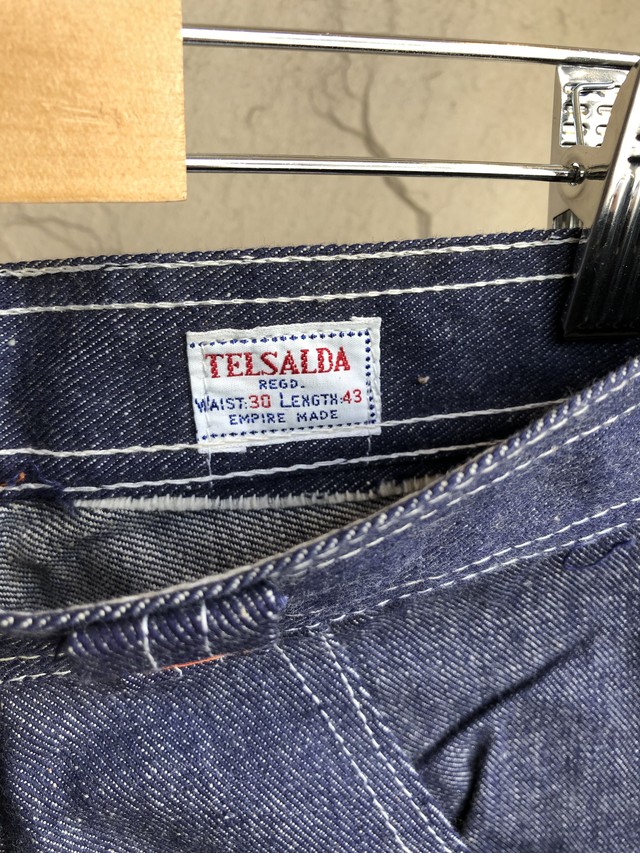 TELSALDA
REGD.
WAIST:30 LENGTH:43
EMPIRE MADE